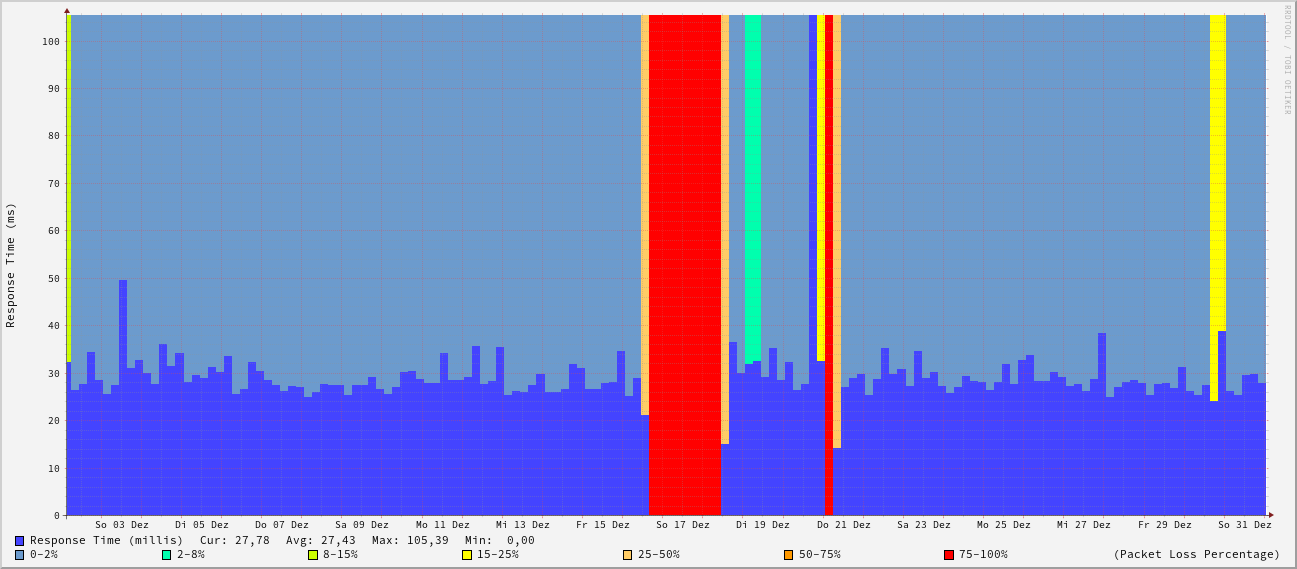 RRDTOOL / TOBI OETIKER
Response Time (ms)
100
90
80
70
60
50
40
30
20
10
0
So 03 Dez Di 05 Dez Do 07 Dez Sa 09 Dez Mo 11 Dez Mi 13 Dez Fr 15 Dez So 17 Dez Di 19 Dez Do 21 Dez Sa 23 Dez Mo 25 Dez Mi 27 Dez Fr 29 Dez So 31 Dez
Response Time (millis) Cur: 27,78 Avg: 27,43 Max: 105,39 Min: 0,00
0-2% 2-8% 8-15% 15-25% 25-50% 50-75% 75-100% (Packet Loss Percentage)